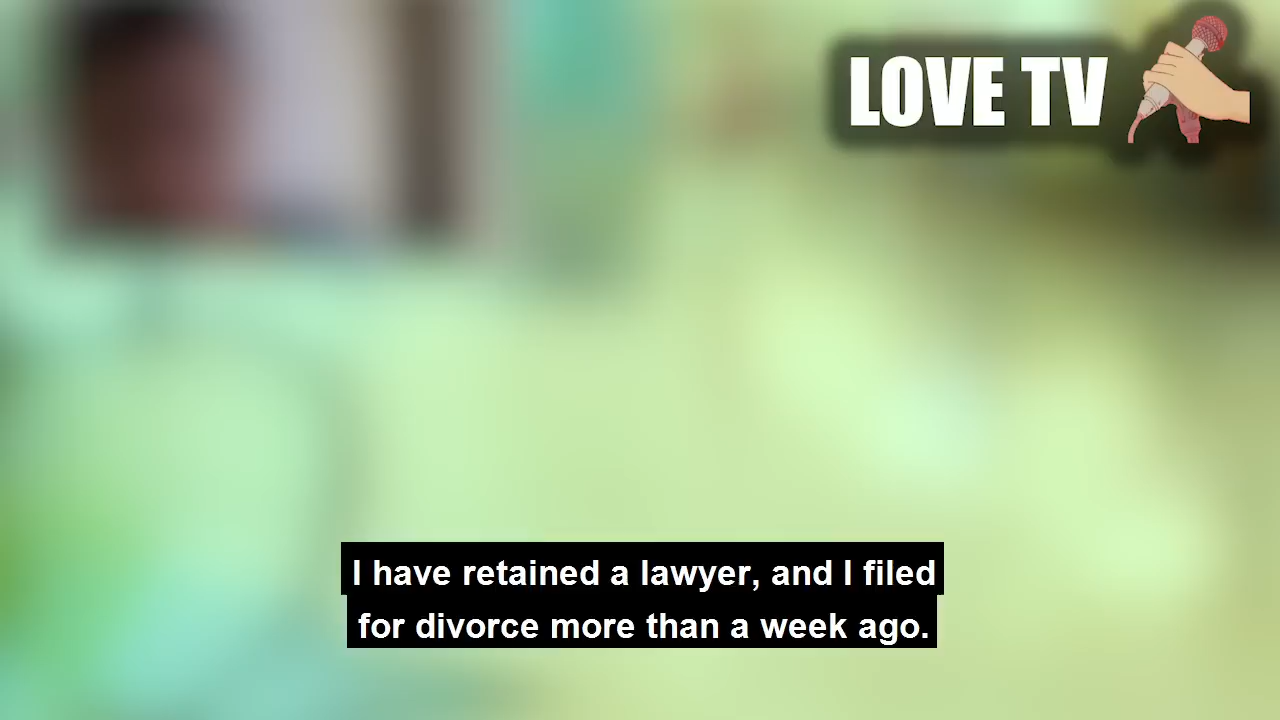 LOVE TV
I have retained a lawyer, and I filed
for divorce more than a week ago.